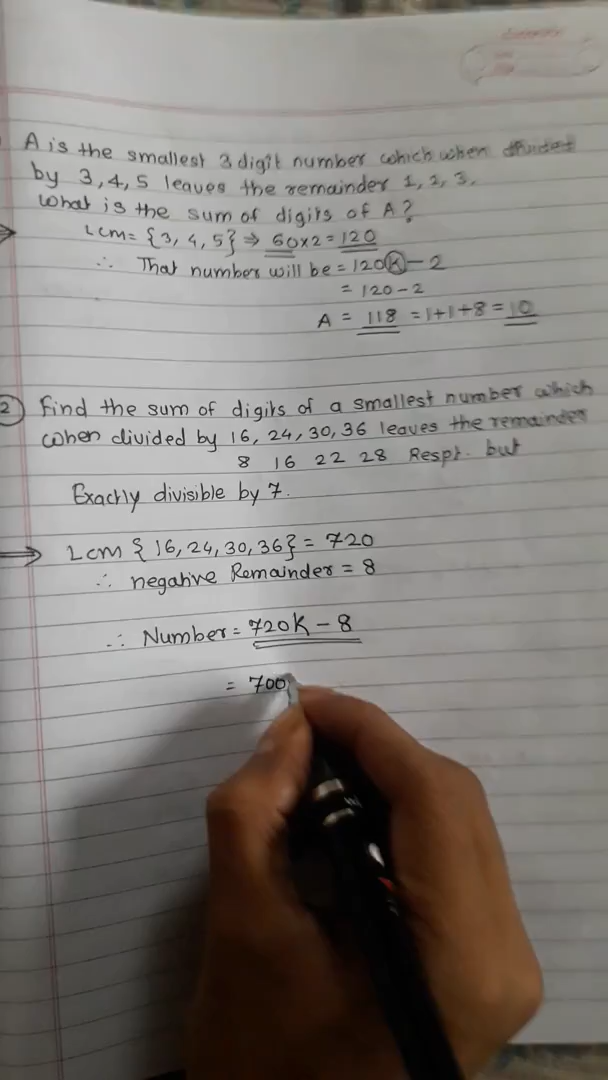 A is the smallest 3 digit number which when divided
by 3, 4, 5 leaves the remainder 1, 2, 3.
What is the sum of digits of A?
LCM = {3, 4, 5} ⇒ 60×2 = 120
∴ That number will be = 120K - 2
= 120 - 2
A = 118 = 1+1+8 = 10
2 Find the sum of digits of a smallest number which
when divided by 16, 24, 30, 36 leaves the remainder
8 16 22 28 Respt. but
Exactly divisible by 7.
⇒ LCM {16, 24, 30, 36} = 720
∴ negative Remainder = 8
∴ Number = 720K - 8
= 700